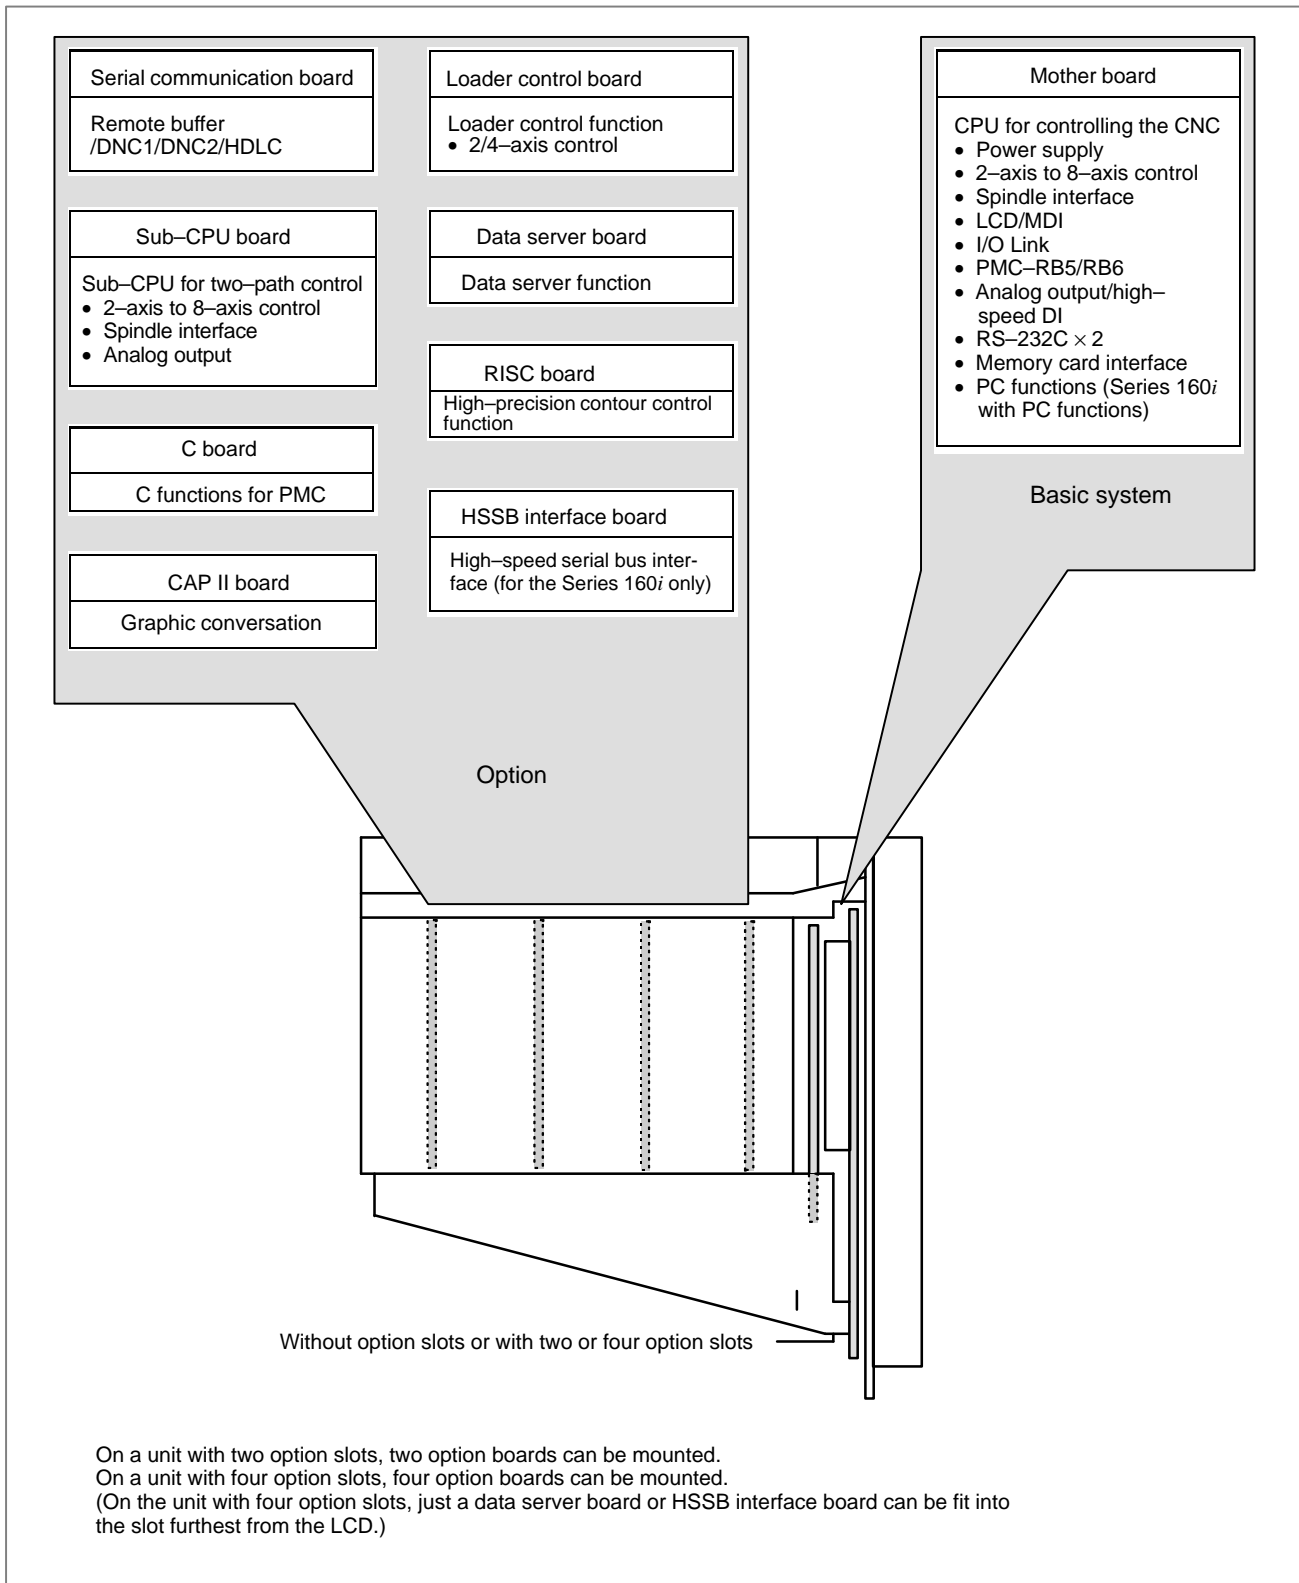 Serial communication board
Remote buffer
/DNC1/DNC2/HDLC
Sub–CPU board
Sub–CPU for two–path control
• 2–axis to 8–axis control
• Spindle interface
• Analog output
C board
C functions for PMC
CAP II board
Graphic conversation
Loader control board
Loader control function
• 2/4–axis control
Data server board
Data server function
RISC board
High–precision contour control
function
HSSB interface board
High–speed serial bus inter-
face (for the Series 160i only)
Option
Mother board
CPU for controlling the CNC
• Power supply
• 2–axis to 8–axis control
• Spindle interface
• LCD/MDI
• I/O Link
• PMC–RB5/RB6
• Analog output/high–
speed DI
• RS–232C × 2
• Memory card interface
• PC functions (Series 160i
with PC functions)
Basic system
Without option slots or with two or four option slots
On a unit with two option slots, two option boards can be mounted.
On a unit with four option slots, four option boards can be mounted.
(On the unit with four option slots, just a data server board or HSSB interface board can be fit into
the slot furthest from the LCD.)